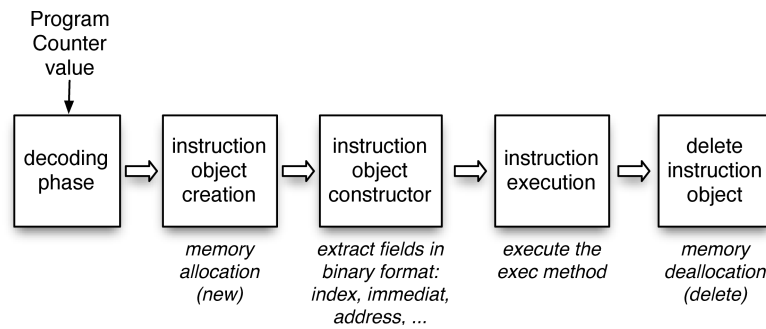 Program
Counter
value
decoding
phase
instruction
object
creation
instruction
object
constructor
instruction
execution
delete
instruction
object
memory
allocation
(new)
extract fields in
binary format:
index, immediat,
address, ...
execute the
exec method
memory
deallocation
(delete)